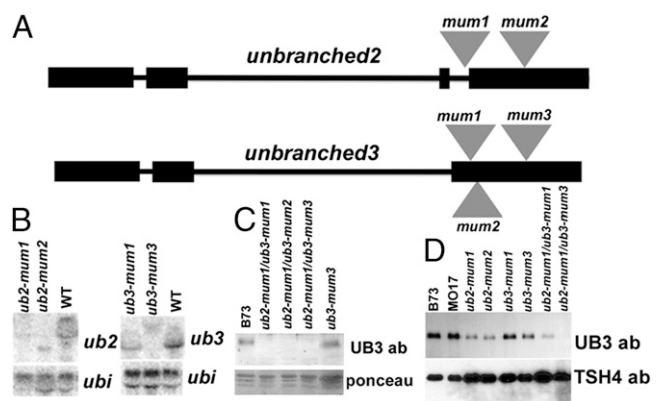 A
unbranched2
mum1
mum2
unbranched3
mum1
mum3
mum2
B
ub2-mum1
ub2-mum2
WT
ub2
ubi
ub3-mum1
ub3-mum3
WT
ub3
ubi
C
B73
ub2-mum1/ub3-mum1
ub2-mum1/ub3-mum2
ub2-mum1/ub3-mum3
ub3-mum3
UB3 ab
ponceau
D
B73
MO17
ub2-mum1
ub2-mum2
ub3-mum1
ub3-mum3
ub2-mum1/ub3-mum1
ub2-mum1/ub3-mum3
UB3 ab
TSH4 ab